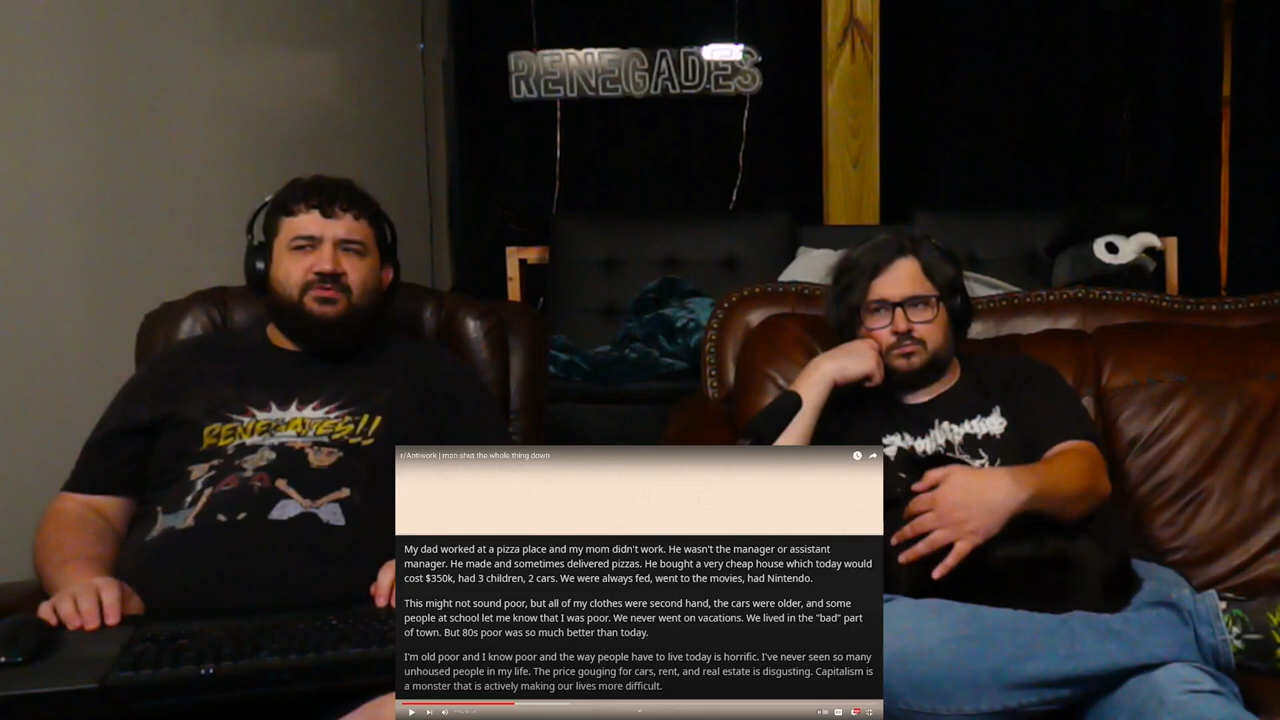 RENEGADES
RENEGADES!!
r/Antiwork | man shut the whole thing down
My dad worked at a pizza place and my mom didn't work. He wasn't the manager or assistant
manager. He made and sometimes delivered pizzas. He bought a very cheap house which today would
cost $350k, had 3 children, 2 cars. We were always fed, went to the movies, had Nintendo.
This might not sound poor, but all of my clothes were second hand, the cars were older, and some
people at school let me know that I was poor. We never went on vacations. We lived in the "bad" part
of town. But 80s poor was so much better than today.
I'm old poor and I know poor and the way people have to live today is horrific. I've never seen so many
unhoused people in my life. The price gouging for cars, rent, and real estate is disgusting. Capitalism is
a monster that is actively making our lives more difficult.